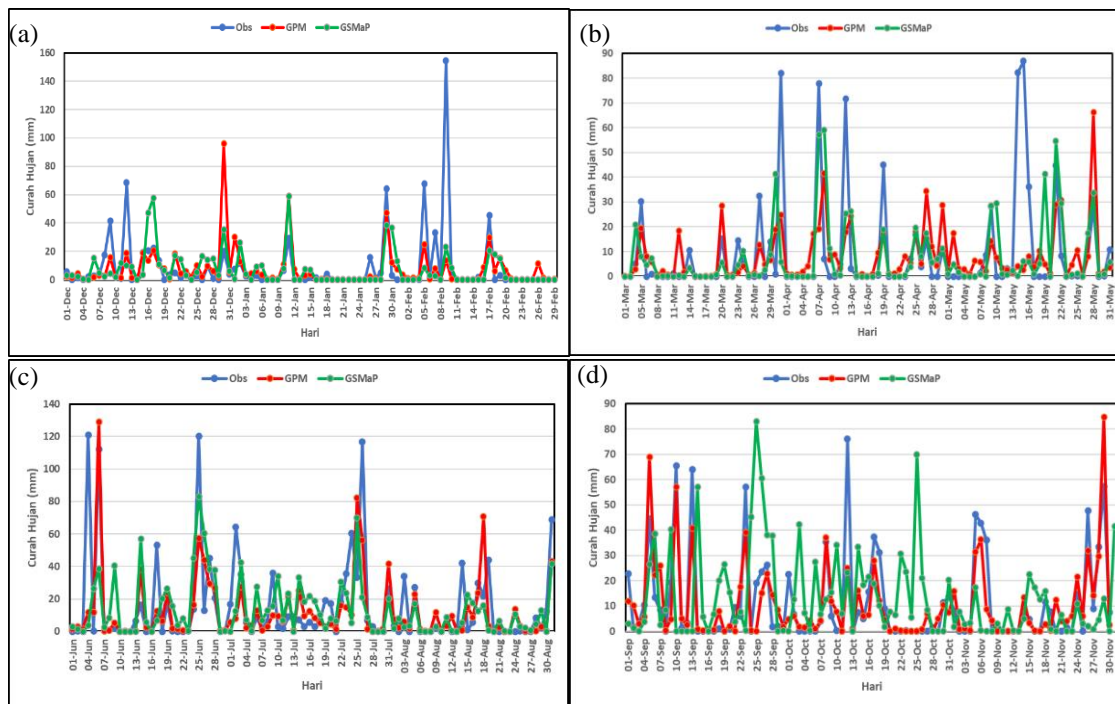 (a)
Obs GPM GSMaP
160
140
120
100
80
60
40
20
0
Curah Hujan (mm)
01-Dec 04-Dec 07-Dec 10-Dec 13-Dec 16-Dec 19-Dec 22-Dec 25-Dec 28-Dec 31-Dec 03-Jan 06-Jan 09-Jan 12-Jan 15-Jan 18-Jan 21-Jan 24-Jan 27-Jan 30-Jan 02-Feb 05-Feb 08-Feb 11-Feb 14-Feb 17-Feb 20-Feb 23-Feb 26-Feb 29-Feb
Hari
(b)
Obs GPM GSMaP
90
80
70
60
50
40
30
20
10
0
Curah Hujan (mm)
01-Mar 05-Mar 08-Mar 11-Mar 14-Mar 17-Mar 20-Mar 23-Mar 26-Mar 29-Mar 01-Apr 04-Apr 07-Apr 10-Apr 13-Apr 16-Apr 19-Apr 22-Apr 25-Apr 28-Apr 01-May 04-May 07-May 10-May 13-May 16-May 19-May 22-May 25-May 28-May 31-May
Hari
(c)
Obs GPM GSMaP
140
120
100
80
60
40
20
0
Curah Hujan (mm)
01-Jun 04-Jun 07-Jun 10-Jun 13-Jun 16-Jun 19-Jun 22-Jun 25-Jun 28-Jun 01-Jul 04-Jul 07-Jul 10-Jul 13-Jul 16-Jul 19-Jul 22-Jul 25-Jul 28-Jul 31-Jul 03-Aug 06-Aug 09-Aug 12-Aug 15-Aug 18-Aug 21-Aug 24-Aug 27-Aug 30-Aug
Hari
(d)
Obs GPM GSMaP
90
80
70
60
50
40
30
20
10
0
Curah Hujan (mm)
01-Sep 04-Sep 07-Sep 10-Sep 13-Sep 16-Sep 19-Sep 22-Sep 25-Sep 28-Sep 01-Oct 04-Oct 07-Oct 10-Oct 13-Oct 16-Oct 19-Oct 22-Oct 25-Oct 28-Oct 31-Oct 03-Nov 06-Nov 09-Nov 12-Nov 15-Nov 18-Nov 21-Nov 24-Nov 27-Nov 30-Nov
Hari